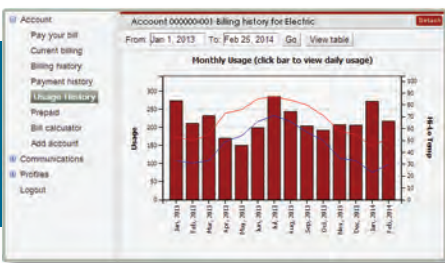 Account
Pay your bill
Current billing
Billing history
Payment history
Usage History
Prepaid
Bill calculator
Add account
Communications
Profiles
Logout
Account 000000-001 Billing history for Electric
Detach
From: Jan 1, 2013 To: Feb 25, 2014 Go View table
Monthly Usage (click bar to view daily usage)
Usage
300
200
150
100
50
0
Hi-Lo Temp
100
90
80
70
60
50
40
30
20
10
0
Jan, 2013
Feb, 2013
Mar, 2013
Apr, 2013
May, 2013
Jun, 2013
Jul, 2013
Aug, 2013
Sep, 2013
Oct, 2013
Nov, 2013
Dec, 2013
Jan, 2014
Feb, 2014